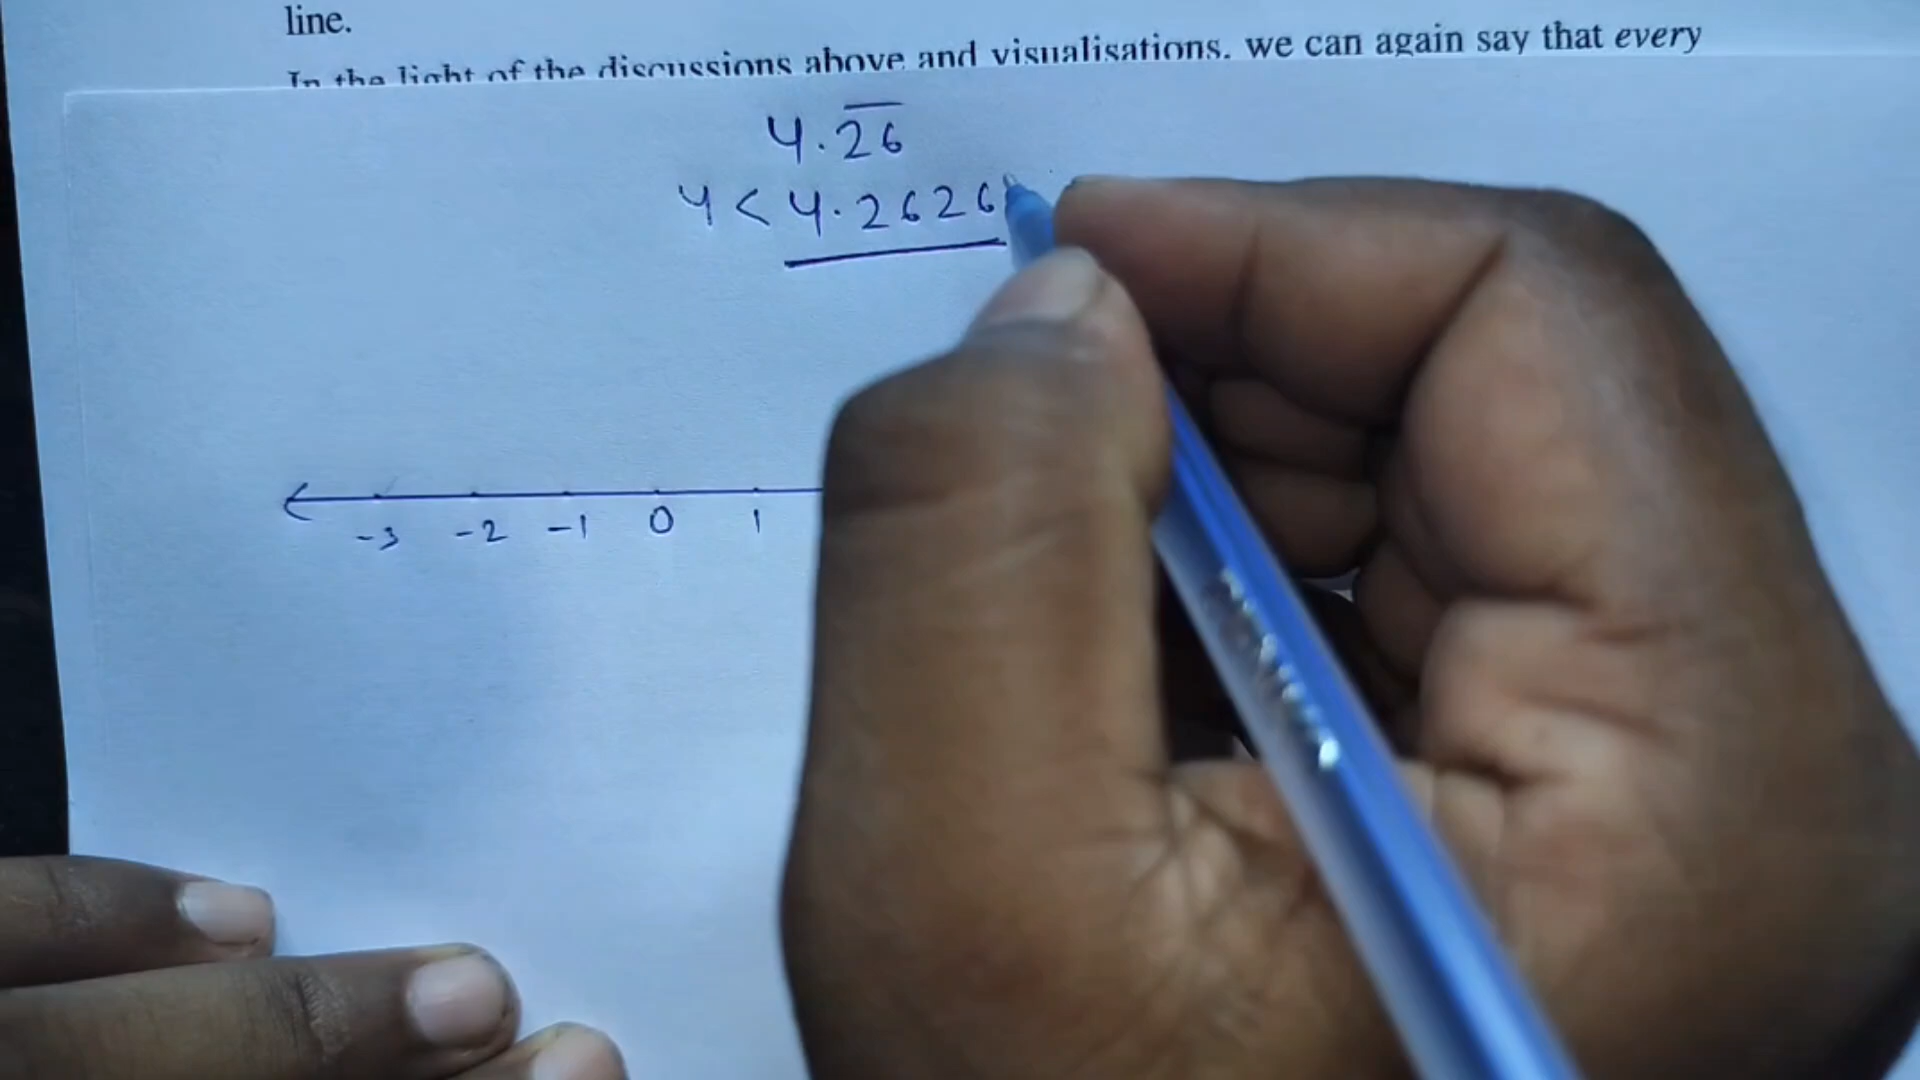 line.
In the light of the discussions above and visualisations, we can again say that every
4.\overline{26}
4 < 4.2626
-3 -2 -1 0 1